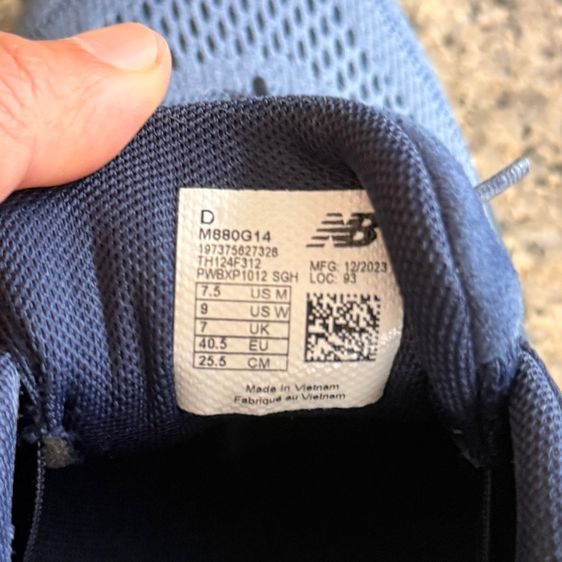 D
M880G14
197375627328
TH124F312
PWBXP1012 SGH
NB
MFG: 12/2023
LOC: 93
7.5 US M
9 US W
7 UK
40.5 EU
25.5 CM
Made in Vietnam
Fabriqué au Vietnam